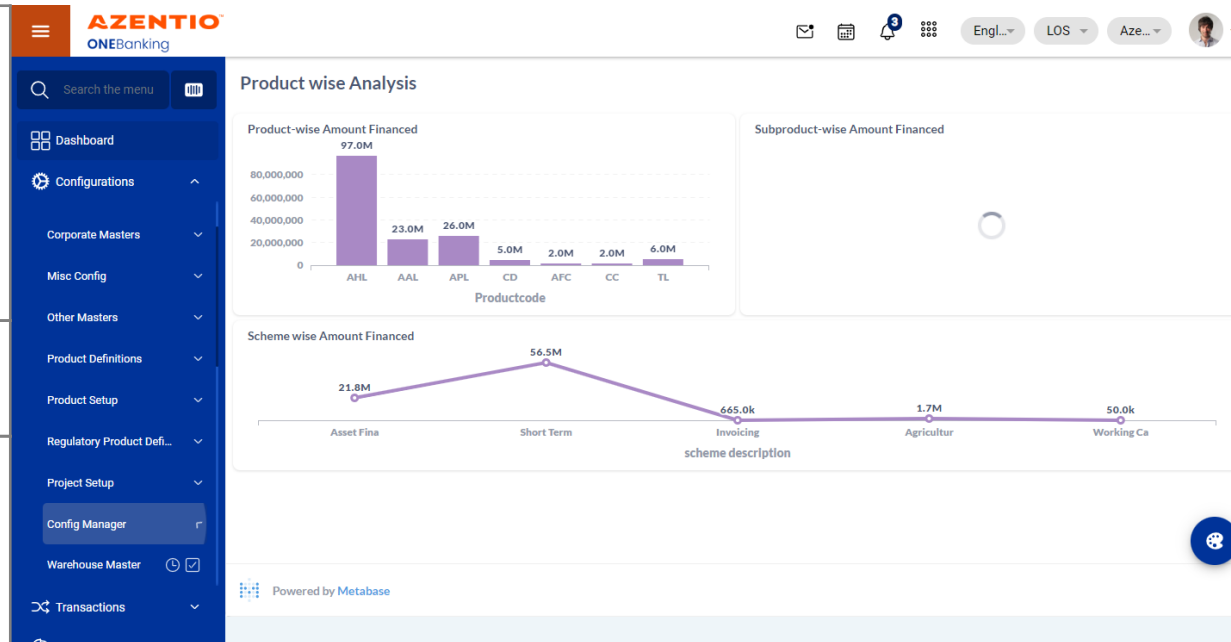 AZENTIO
ONEBanking
3
Engl...
LOS
Aze...
Search the menu
Dashboard
Configurations
Corporate Masters
Misc Config
Other Masters
Product Definitions
Product Setup
Regulatory Product Defi...
Project Setup
Config Manager
Warehouse Master
Transactions
Product wise Analysis
Product-wise Amount Financed
97.0M
80,000,000
60,000,000
40,000,000
20,000,000
0
23.0M
26.0M
5.0M
2.0M
2.0M
6.0M
AHL AAL APL CD AFC CC TL
Productcode
Subproduct-wise Amount Financed
Scheme wise Amount Financed
21.8M
56.5M
665.0k
1.7M
50.0k
Asset Fina Short Term Invoicing Agricultur Working Ca
scheme description
Powered by Metabase